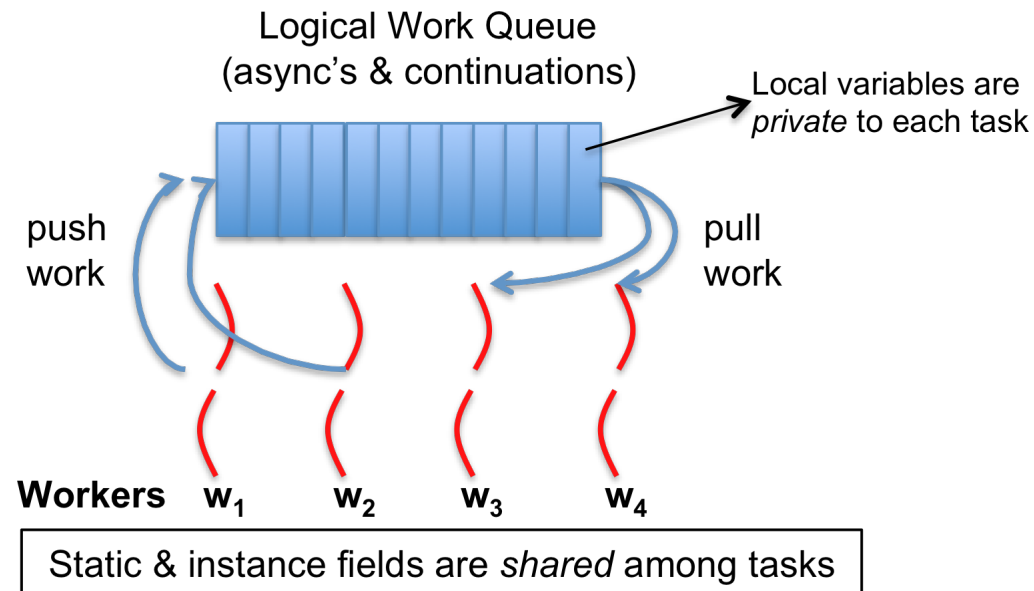 Logical Work Queue
(async’s & continuations)
Local variables are
private to each task
push
work
pull
work
Workers w1 w2 w3 w4
Static & instance fields are shared among tasks